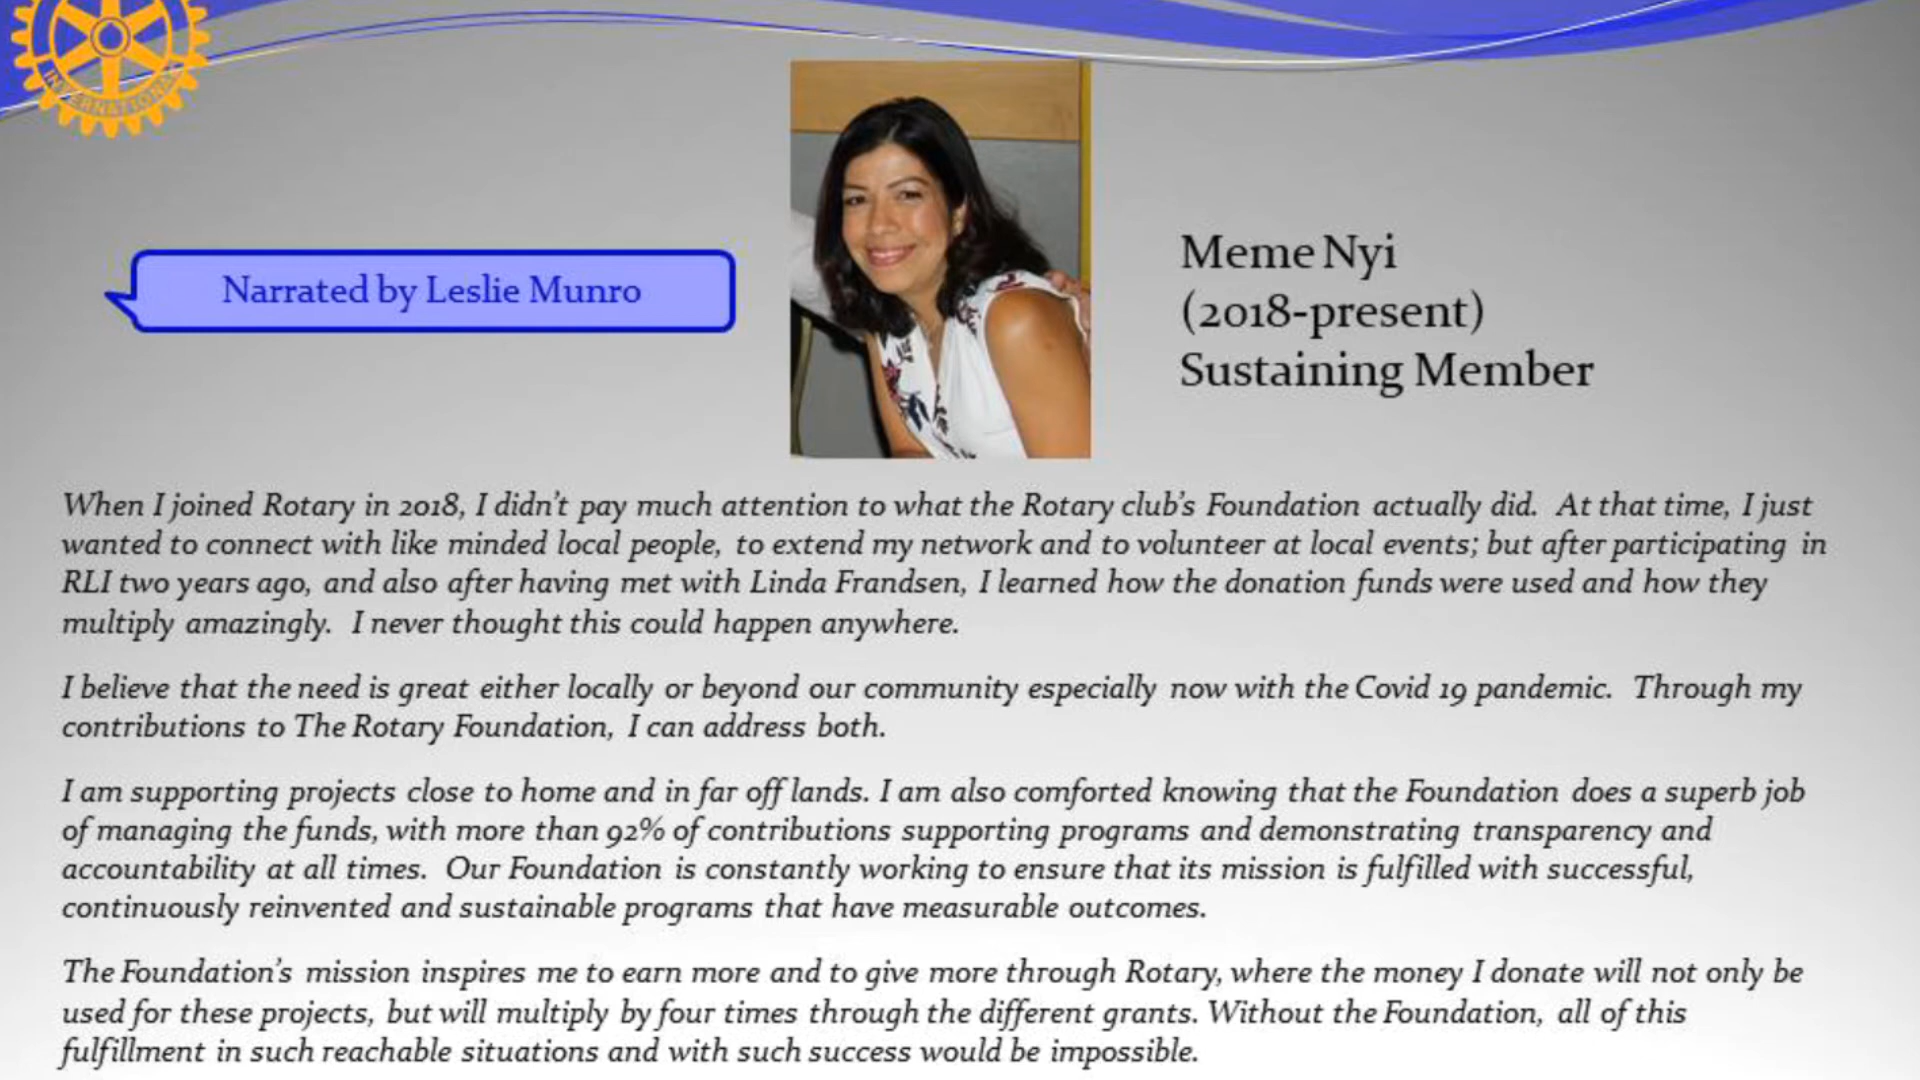 INTERNATIONAL
Narrated by Leslie Munro
Meme Nyi
(2018-present)
Sustaining Member
When I joined Rotary in 2018, I didn't pay much attention to what the Rotary club's Foundation actually did. At that time, I just
wanted to connect with like minded local people, to extend my network and to volunteer at local events; but after participating in
RLI two years ago, and also after having met with Linda Frandsen, I learned how the donation funds were used and how they
multiply amazingly. I never thought this could happen anywhere.
I believe that the need is great either locally or beyond our community especially now with the Covid 19 pandemic. Through my
contributions to The Rotary Foundation, I can address both.
I am supporting projects close to home and in far off lands. I am also comforted knowing that the Foundation does a superb job
of managing the funds, with more than 92% of contributions supporting programs and demonstrating transparency and
accountability at all times. Our Foundation is constantly working to ensure that its mission is fulfilled with successful,
continuously reinvented and sustainable programs that have measurable outcomes.
The Foundation's mission inspires me to earn more and to give more through Rotary, where the money I donate will not only be
used for these projects, but will multiply by four times through the different grants. Without the Foundation, all of this
fulfillment in such reachable situations and with such success would be impossible.